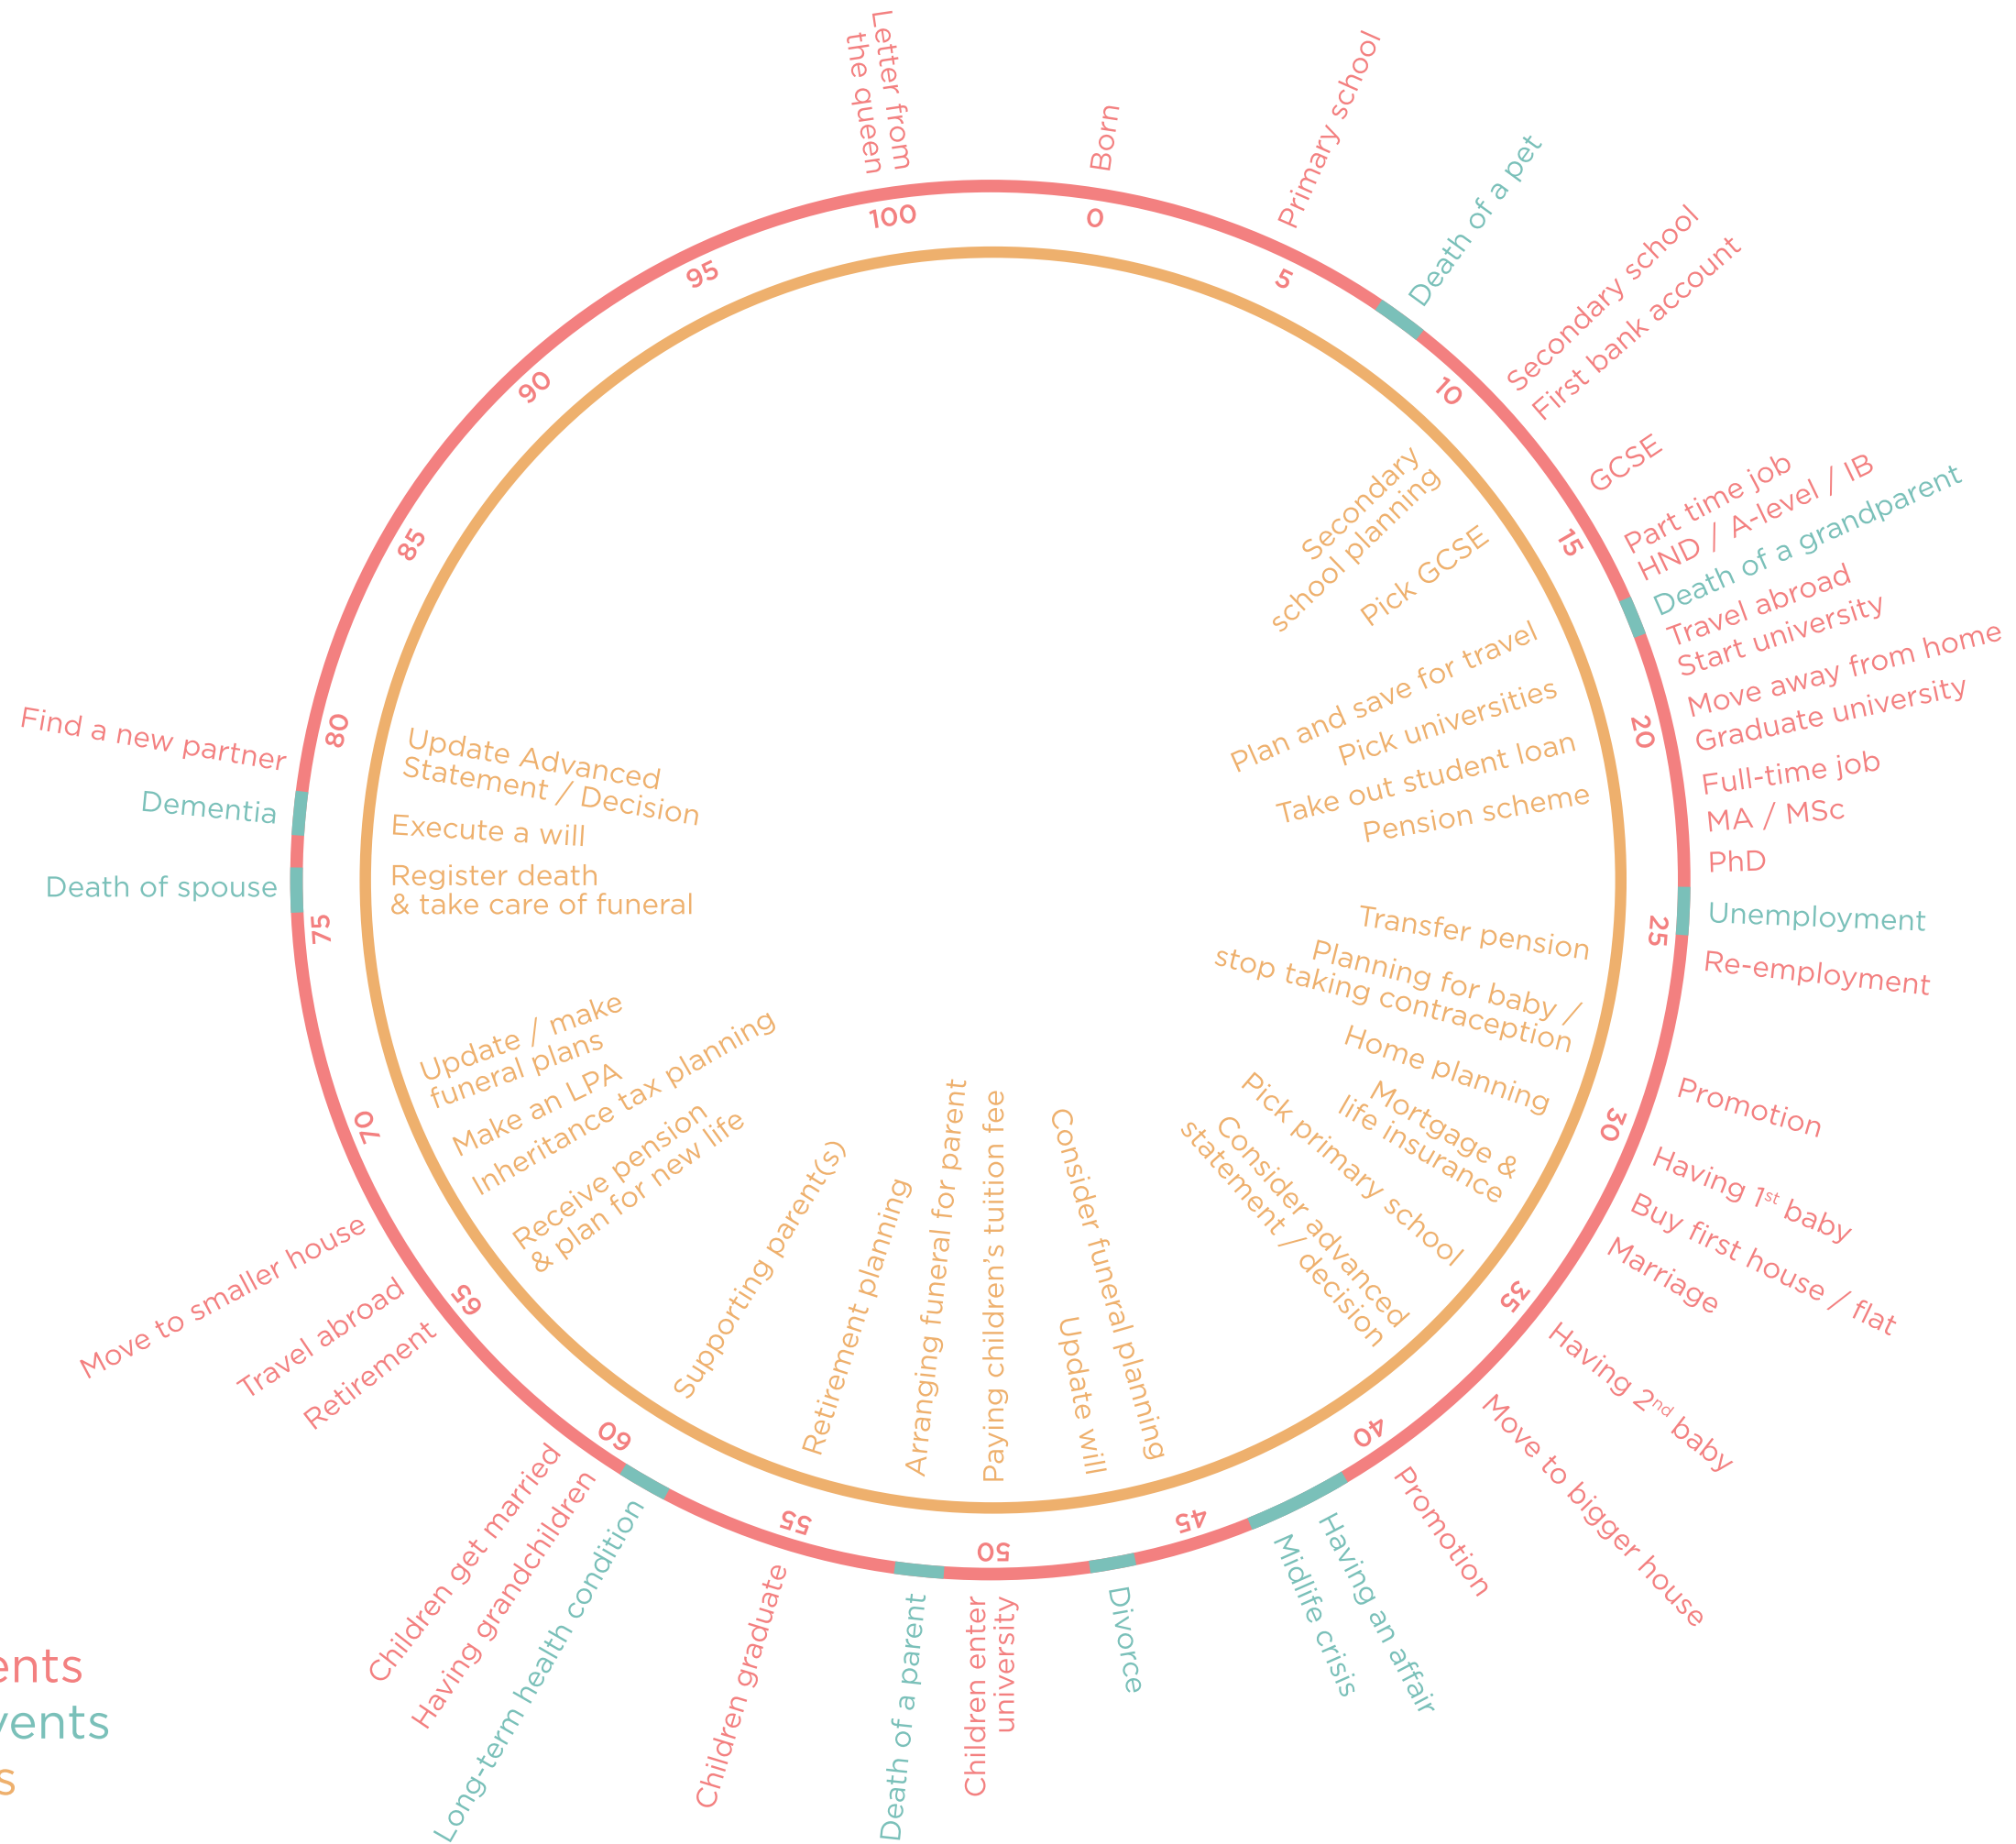 Born
Primary school
Death of a pet
Secondary school
First bank account
GCSE
Part time job
HND / A-level / IB
Death of a grandparent
Travel abroad
Start university
Move away from home
Graduate university
Full-time job
MA / MSc
PhD
Unemployment
Re-employment
Promotion
Having 1st baby
Buy first house / flat
Marriage
Having 2nd baby
Move to bigger house
Promotion
Having an affair
Midlife crisis
Divorce
Children enter
university
Death of a parent
Children graduate
Long-term health condition
Having grandchildren
Children get married
Retirement
Travel abroad
Move to smaller house
Death of spouse
Dementia
Find a new partner
Letter from
the queen
0
5
10
15
20
25
30
35
40
45
50
55
60
65
70
75
80
85
90
95
100
Secondary
school planning
Pick GCSE
Plan and save for travel
Pick universities
Take out student loan
Pension scheme
Transfer pension
Planning for baby /
stop taking contraception
Home planning
Mortgage &
life insurance
Pick primary school
Consider advanced
statement / decision
Consider funeral planning
Update will
Paying children's tuition fee
Arranging funeral for parent
Retirement planning
Supporting parent(s)
Receive pension
& plan for new life
Inheritance tax planning
Make an LPA
Update / make
funeral plans
Register death
& take care of funeral
Execute a will
Update Advanced
Statement / Decision